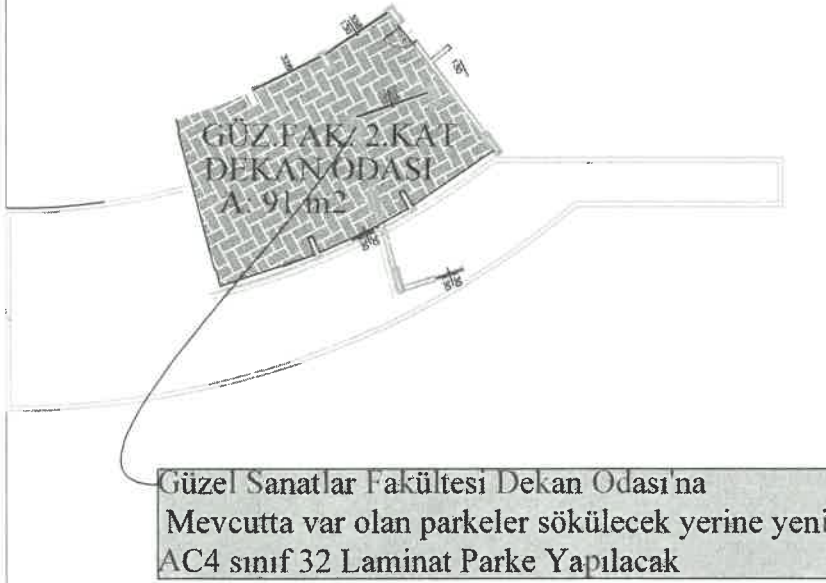 GÜZ.FAK/ 2.KAT
DEKAN ODASI
A: 91 m2
Güzel Sanatlar Fakültesi Dekan Odası'na
Mevcutta var olan parkeler sökülecek yerine yeni
AC4 sınıf 32 Laminat Parke Yapılacak